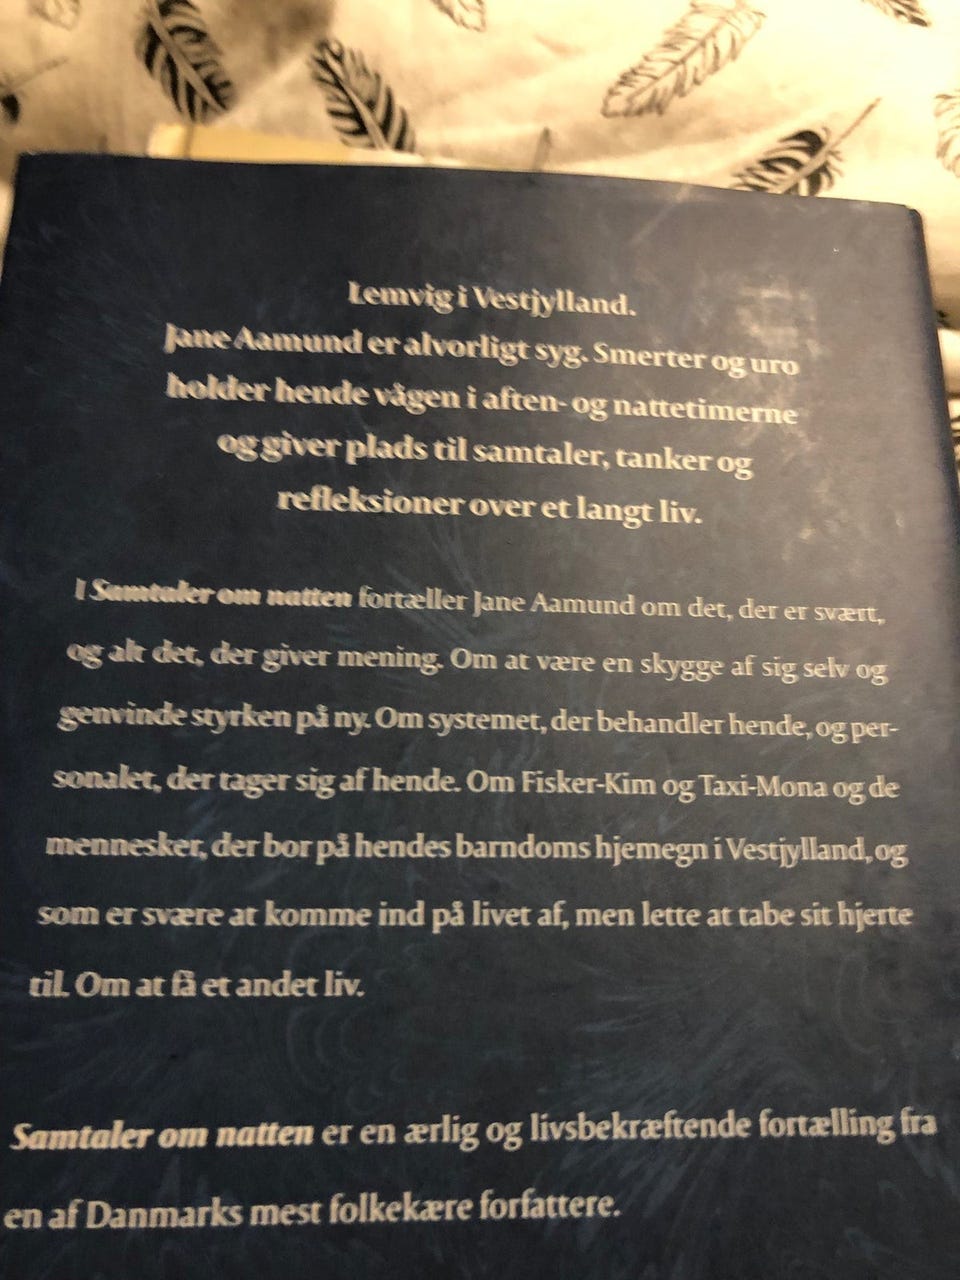 Lemvig i Vestjylland.
Jane Aamund er alvorligt syg. Smerter og uro
holder hende vågen i aften- og nattetimerne
og giver plads til samtaler, tanker og
refleksioner over et langt liv.
I Samtaler om natten fortæller Jane Aamund om det, der er svært,
og alt det, der giver mening. Om at være en skygge af sig selv og
genvinde styrken på ny. Om systemet, der behandler hende, og per-
sonalet, der tager sig af hende. Om Fisker-Kim og Taxi-Mona og de
mennesker, der bor på hendes barndoms hjemegn i Vestjylland, og
som er svære at komme ind på livet af, men lette at tabe sit hjerte
til. Om at få et andet liv.
Samtaler om natten er en ærlig og livsbekræftende fortælling fra
en af Danmarks mest folkekære forfattere.